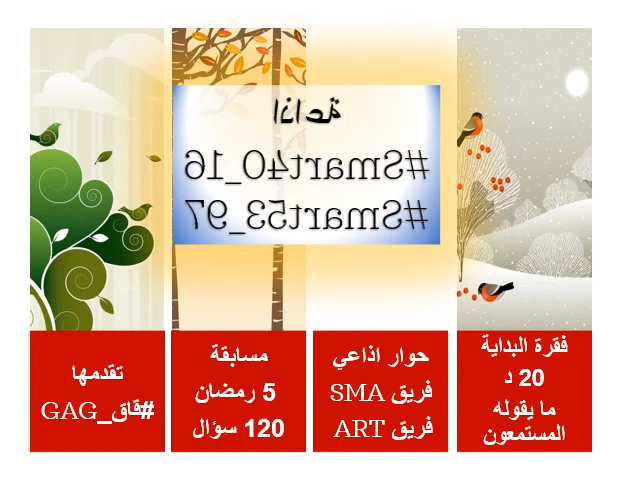 اذاعة
#Smart40_16
#Smart53_97
فقرة البداية
20 د
ما يقوله
المستمعون
حوار اذاعي
فريق SMA
فريق ART
مسابقة
5 رمضان
120 سؤال
تقدمها
#قاق_GAG